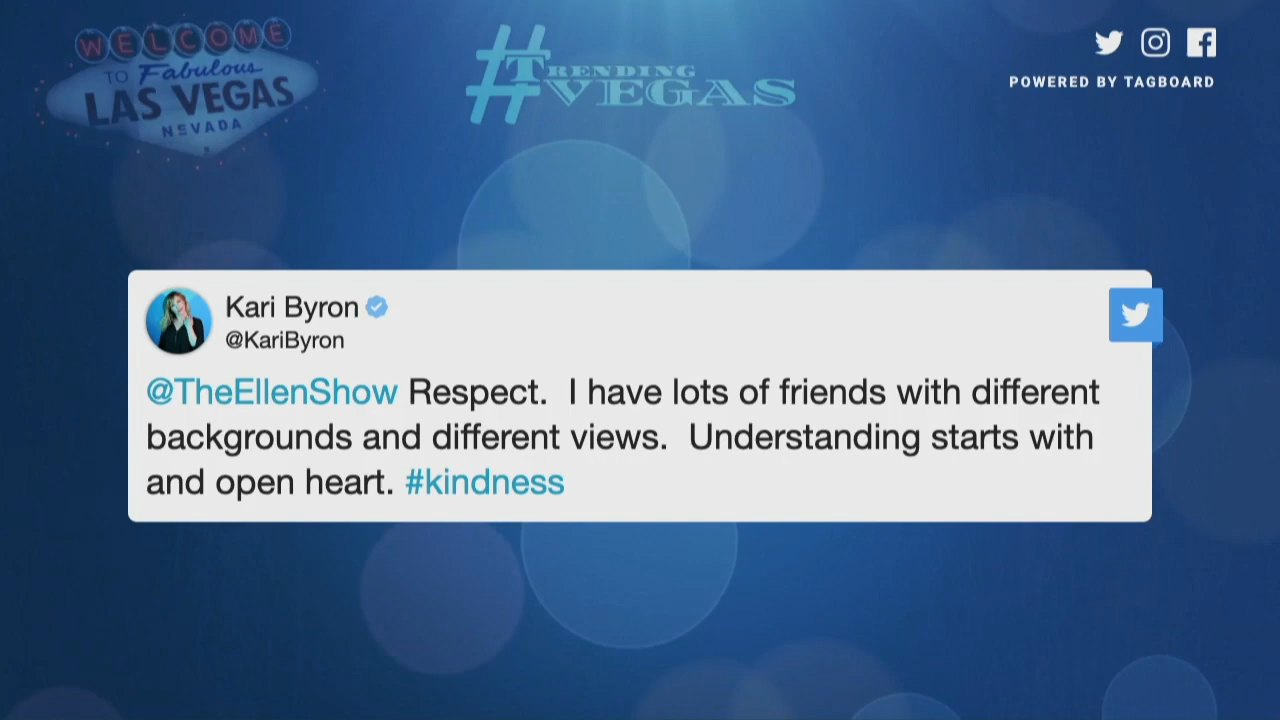 WELCOME
TO Fabulous
LAS VEGAS
NEVADA
#TRENDING
VEGAS
POWERED BY TAGBOARD
Kari Byron
@KariByron
@TheEllenShow Respect.  I have lots of friends with different
backgrounds and different views.  Understanding starts with
and open heart. #kindness